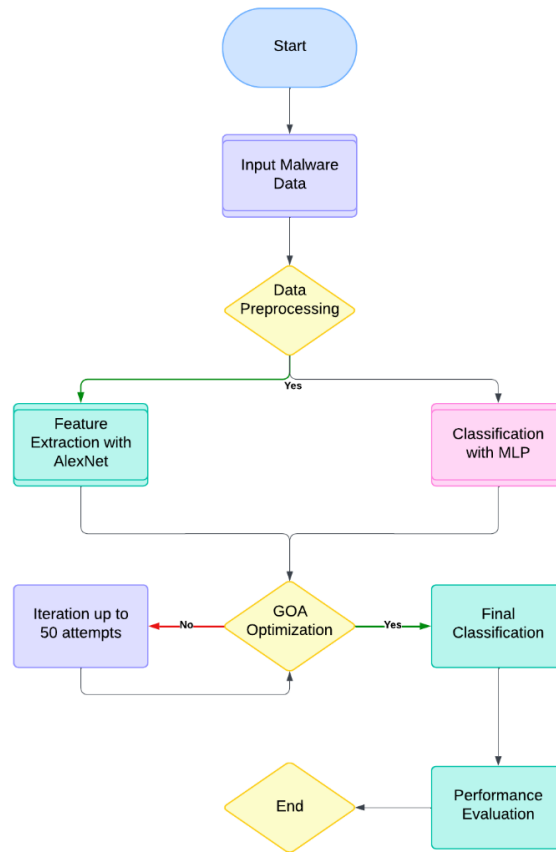 Start
Input Malware
Data
Data
Preprocessing
Yes
Feature
Extraction with
AlexNet
Classification
with MLP
Iteration up to
50 attempts
No
GOA
Optimization
Yes
Final
Classification
End
Performance
Evaluation